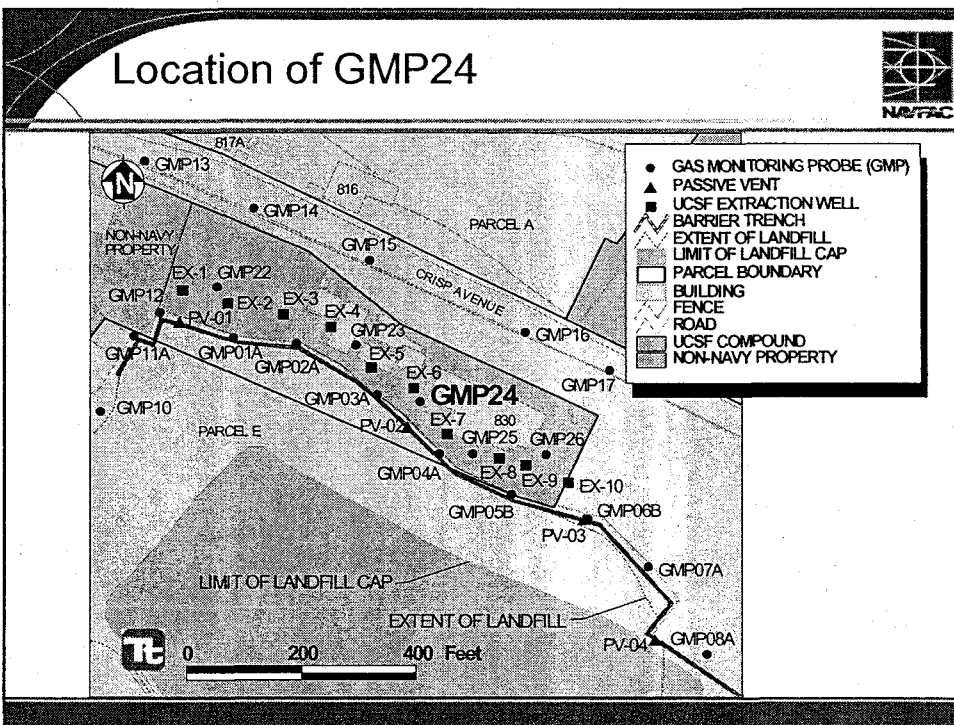 Location of GMP24
NAVFAC
817A
GMP13
N
816
GMP14
PARCEL A
NON-NAVY
PROPERTY
GMP15
EX-1
GMP22
CRISP AVENUE
GMP12
EX-2
EX-3
EX-4
PV-01
GMP23
GMP16
GMP11A
GMP01A
EX-5
GMP02A
EX-6
GMP17
GMP03A
GMP24
GMP10
EX-7
830
PARCEL E
PV-02
GMP25
GMP26
GMP04A
EX-8
EX-9
EX-10
GMP05B
GMP06B
PV-03
GMP07A
LIMIT OF LANDFILL CAP
EXTENT OF LANDFILL
PV-04
GMP08A
Tt
0 200 400 Feet
GAS MONITORING PROBE (GMP)
PASSIVE VENT
UCSF EXTRACTION WELL
BARRIER TRENCH
EXTENT OF LANDFILL
LIMIT OF LANDFILL CAP
PARCEL BOUNDARY
BUILDING
FENCE
ROAD
UCSF COMPOUND
NON-NAVY PROPERTY